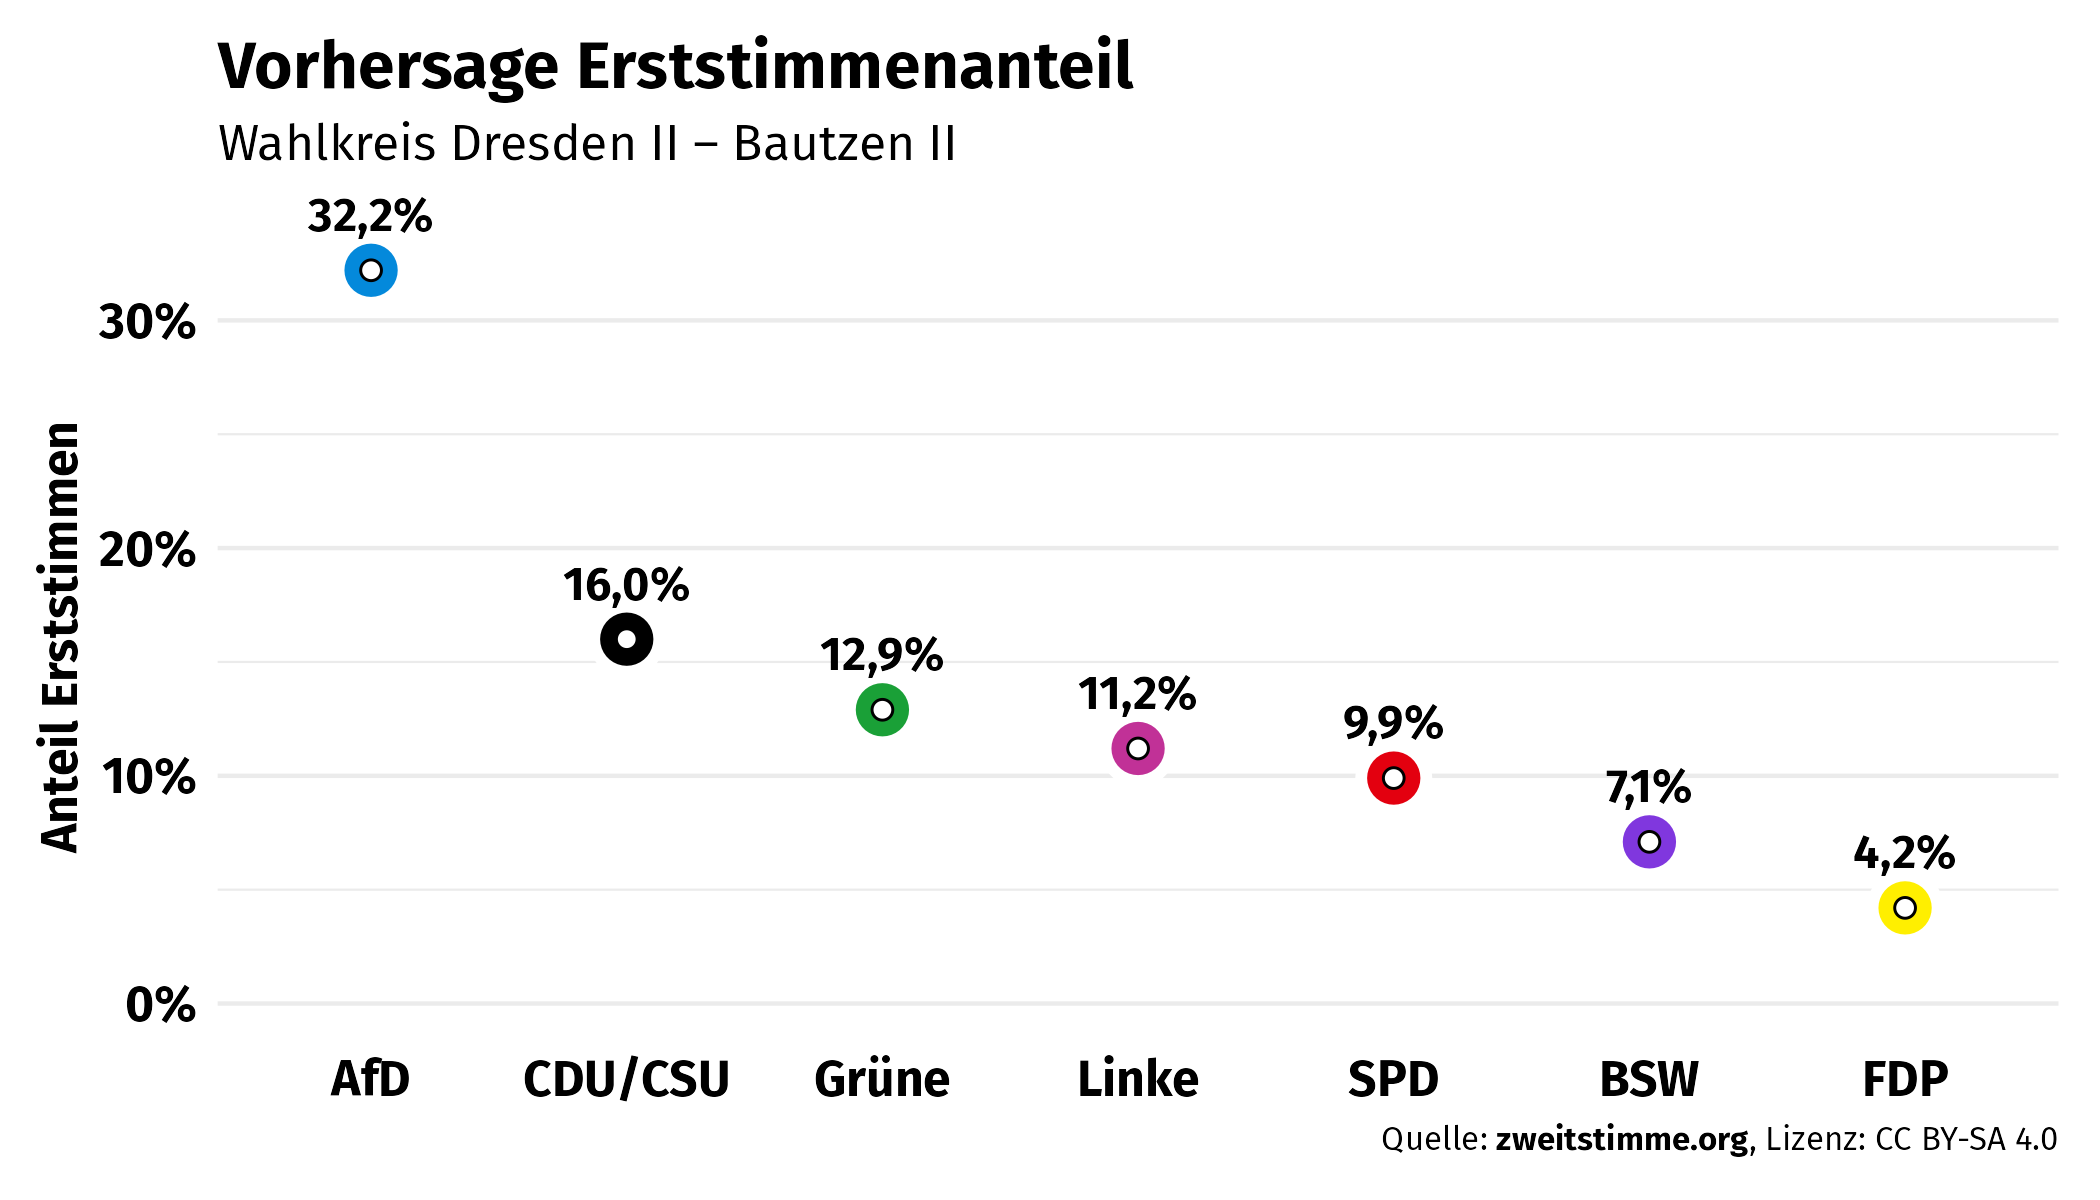 Vorhersage Erststimmenanteil
Wahlkreis Dresden II – Bautzen II
Anteil Erststimmen
30%
20%
10%
0%
32,2%
16,0%
12,9%
11,2%
9,9%
7,1%
4,2%
AfD CDU/CSU Grüne Linke SPD BSW FDP
Quelle: zweitstimme.org, Lizenz: CC BY-SA 4.0